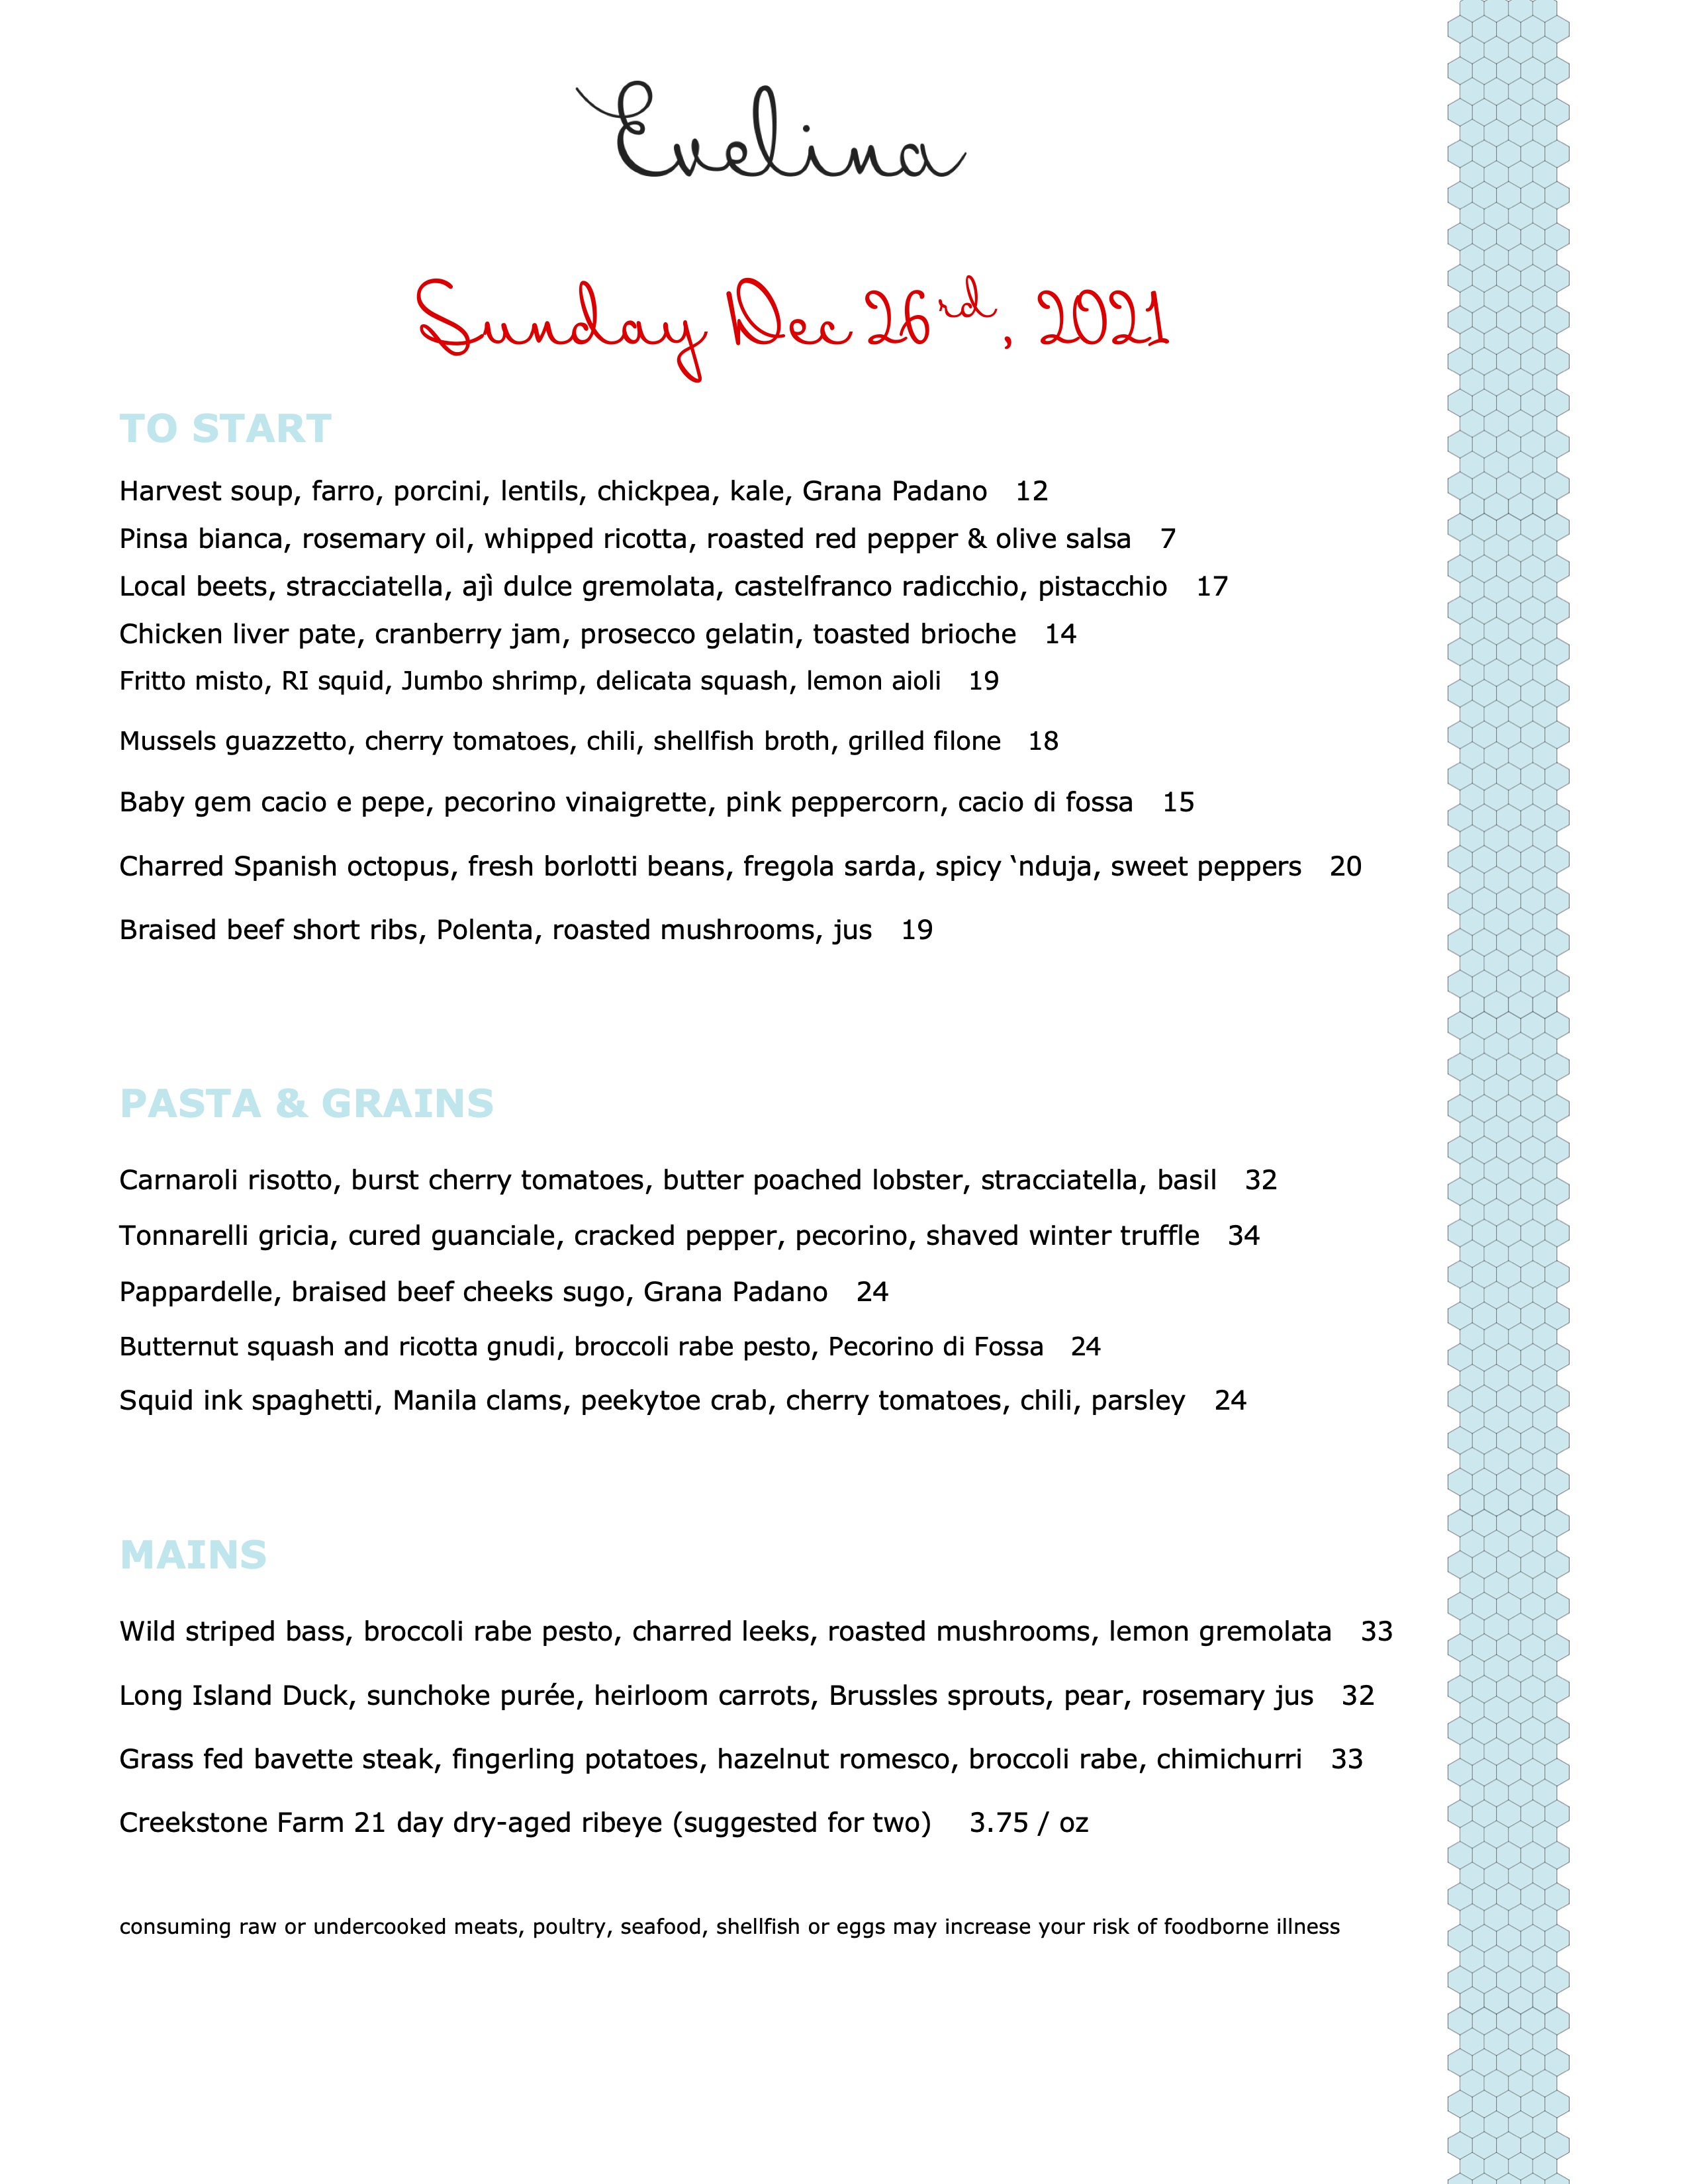 Evelina
Sunday Dec 26rd, 2021
TO START
Harvest soup, farro, porcini, lentils, chickpea, kale, Grana Padano 12
Pinsa bianca, rosemary oil, whipped ricotta, roasted red pepper & olive salsa 7
Local beets, stracciatella, ajì dulce gremolata, castelfranco radicchio, pistacchio 17
Chicken liver pate, cranberry jam, prosecco gelatin, toasted brioche 14
Fritto misto, RI squid, Jumbo shrimp, delicata squash, lemon aioli 19
Mussels guazzetto, cherry tomatoes, chili, shellfish broth, grilled filone 18
Baby gem cacio e pepe, pecorino vinaigrette, pink peppercorn, cacio di fossa 15
Charred Spanish octopus, fresh borlotti beans, fregola sarda, spicy ‘nduja, sweet peppers 20
Braised beef short ribs, Polenta, roasted mushrooms, jus 19
PASTA & GRAINS
Carnaroli risotto, burst cherry tomatoes, butter poached lobster, stracciatella, basil 32
Tonnarelli gricia, cured guanciale, cracked pepper, pecorino, shaved winter truffle 34
Pappardelle, braised beef cheeks sugo, Grana Padano 24
Butternut squash and ricotta gnudi, broccoli rabe pesto, Pecorino di Fossa 24
Squid ink spaghetti, Manila clams, peekytoe crab, cherry tomatoes, chili, parsley 24
MAINS
Wild striped bass, broccoli rabe pesto, charred leeks, roasted mushrooms, lemon gremolata 33
Long Island Duck, sunchoke purée, heirloom carrots, Brussles sprouts, pear, rosemary jus 32
Grass fed bavette steak, fingerling potatoes, hazelnut romesco, broccoli rabe, chimichurri 33
Creekstone Farm 21 day dry-aged ribeye (suggested for two) 3.75 / oz
consuming raw or undercooked meats, poultry, seafood, shellfish or eggs may increase your risk of foodborne illness